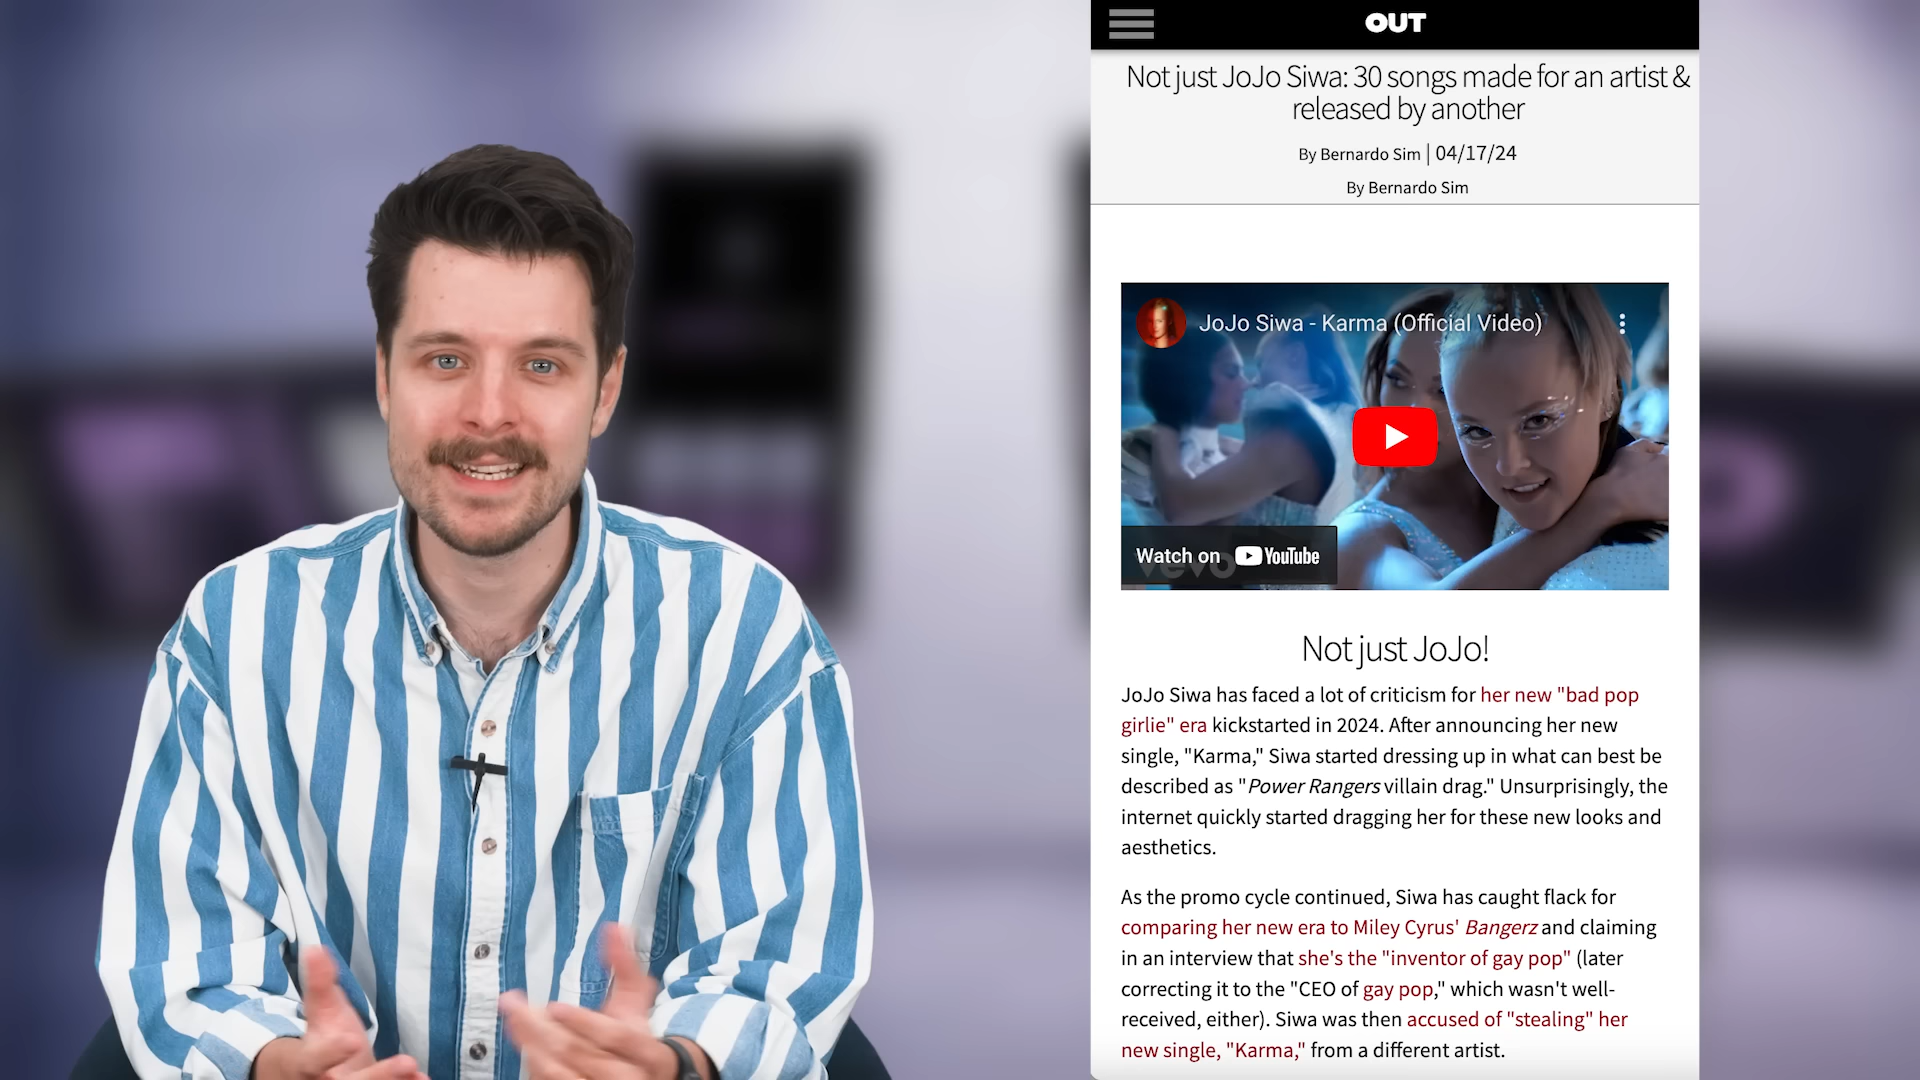 OUT
Not just JoJo Siwa: 30 songs made for an artist &
released by another
By Bernardo Sim | 04/17/24
By Bernardo Sim
JoJo Siwa - Karma (Official Video)
Watch on YouTube
vevo
Not just JoJo!
JoJo Siwa has faced a lot of criticism for her new "bad pop
girlie" era kickstarted in 2024. After announcing her new
single, "Karma," Siwa started dressing up in what can best be
described as "Power Rangers villain drag." Unsurprisingly, the
internet quickly started dragging her for these new looks and
aesthetics.
As the promo cycle continued, Siwa has caught flack for
comparing her new era to Miley Cyrus' Bangerz and claiming
in an interview that she's the "inventor of gay pop" (later
correcting it to the "CEO of gay pop," which wasn't well-
received, either). Siwa was then accused of "stealing" her
new single, "Karma," from a different artist.